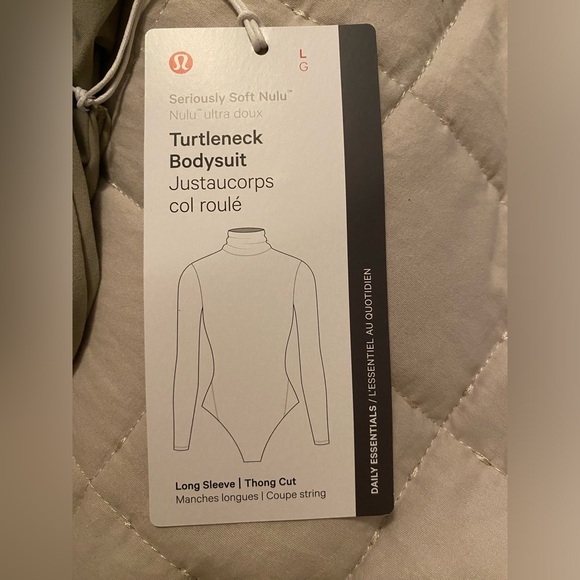 L
G
Seriously Soft Nulu™
Nulu™ ultra doux
Turtleneck
Bodysuit
Justaucorps
col roulé
Long Sleeve | Thong Cut
Manches longues | Coupe string
DAILY ESSENTIALS / L'ESSENTIEL AU QUOTIDIEN